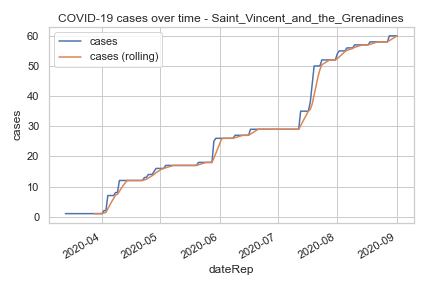 COVID-19 cases over time - Saint_Vincent_and_the_Grenadines
cases
cases (rolling)
60
50
40
30
20
10
0
cases
2020-04
2020-05
2020-06
2020-07
2020-08
2020-09
dateRep